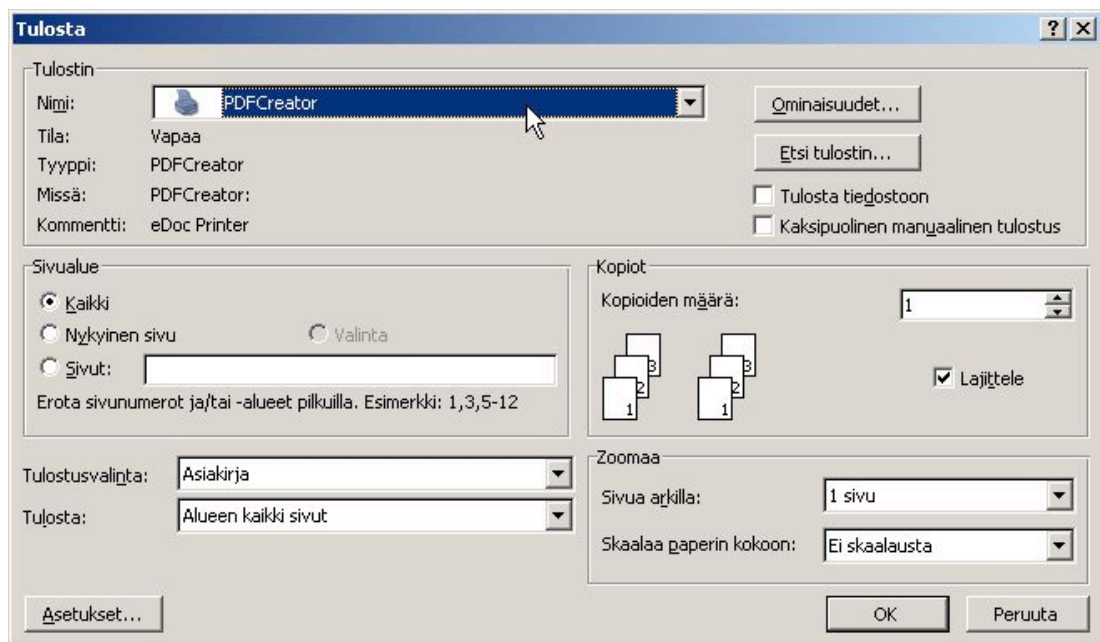 Tulosta
Tulostin
Nimi: PDFCreator
Ominaisuudet...
Tila: Vapaa
Etsi tulostin...
Tyyppi: PDFCreator
Missä: PDFCreator:
Tulosta tiedostoon
Kommentti: eDoc Printer
Kaksipuolinen manuaalinen tulostus
Sivualue
Kaikki
Nykyinen sivu Valinta
Sivut:
Erota sivunumerot ja/tai -alueet pilkuilla. Esimerkki: 1,3,5-12
Kopiot
Kopioiden määrä: 1
3 3
2 2
1 1
Lajittele
Tulostusvalinta: Asiakirja
Tulosta: Alueen kaikki sivut
Zoomaa
Sivua arkilla: 1 sivu
Skaalaa paperin kokoon: Ei skaalausta
Asetukset...
OK
Peruuta